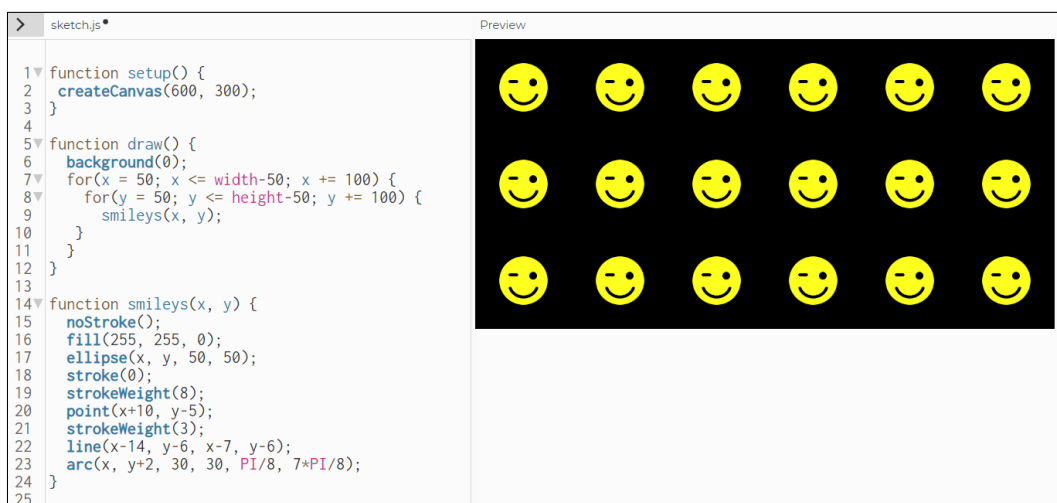 sketch.js
Preview
1 function setup() {
2 createCanvas(600, 300);
3 }
4
5 function draw() {
6 background(0);
7 for(x = 50; x <= width-50; x += 100) {
8 for(y = 50; y <= height-50; y += 100) {
9 smileys(x, y);
10 }
11 }
12 }
13
14 function smileys(x, y) {
15 noStroke();
16 fill(255, 255, 0);
17 ellipse(x, y, 50, 50);
18 stroke(0);
19 strokeWeight(8);
20 point(x+10, y-5);
21 strokeWeight(3);
22 line(x-14, y-6, x-7, y-6);
23 arc(x, y+2, 30, 30, PI/8, 7*PI/8);
24 }
25